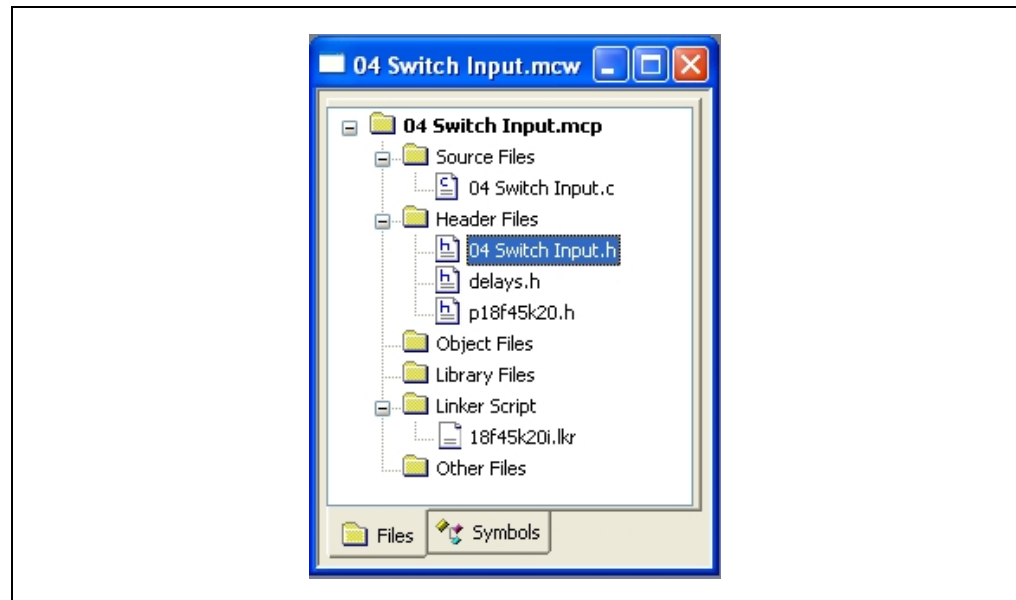 04 Switch Input.mcw
04 Switch Input.mcp
Source Files
04 Switch Input.c
Header Files
04 Switch Input.h
delays.h
p18f45k20.h
Object Files
Library Files
Linker Script
18f45k20i.lkr
Other Files
Files Symbols